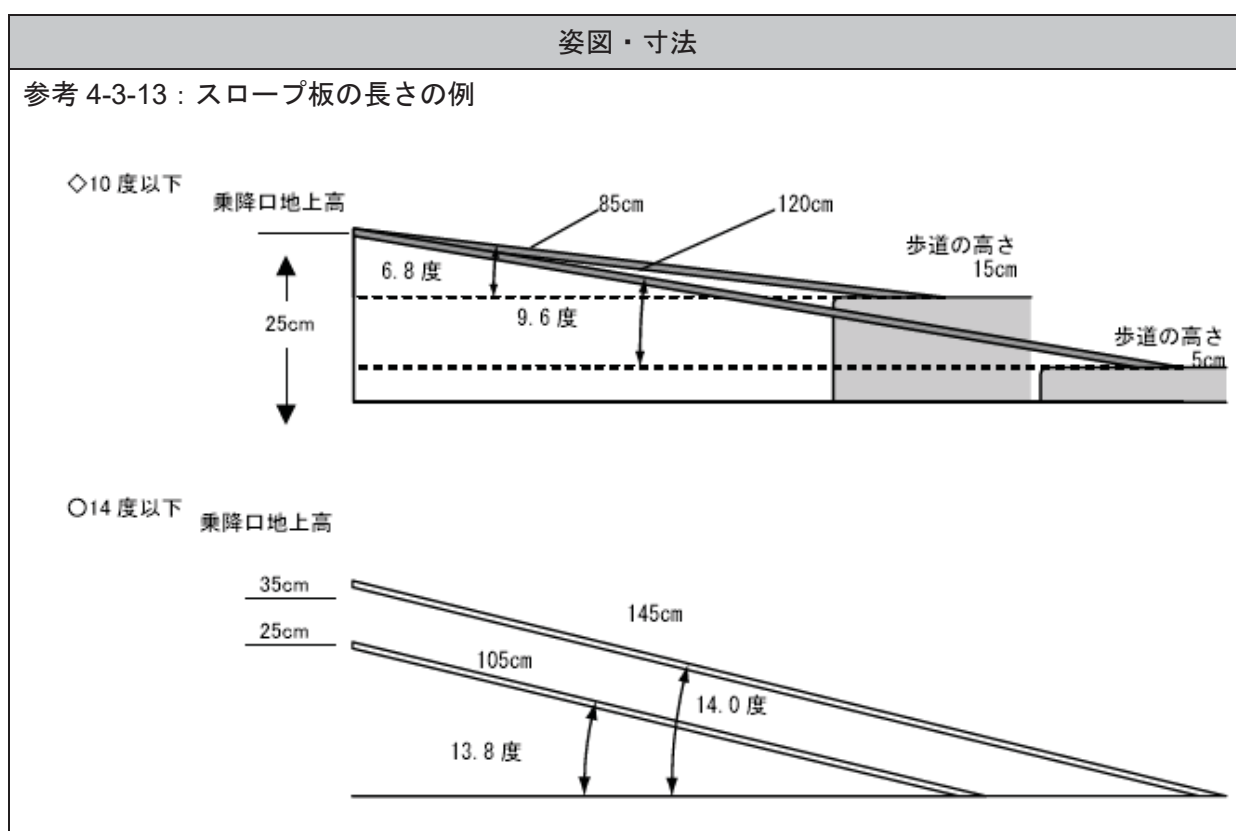 姿図・寸法
参考 4-3-13：スロープ板の長さの例
◇10 度以下
乗降口地上高
85cm
120cm
歩道の高さ
15cm
6.8 度
25cm
9.6 度
歩道の高さ
5cm
○14 度以下
乗降口地上高
35cm
145cm
25cm
105cm
14.0 度
13.8 度